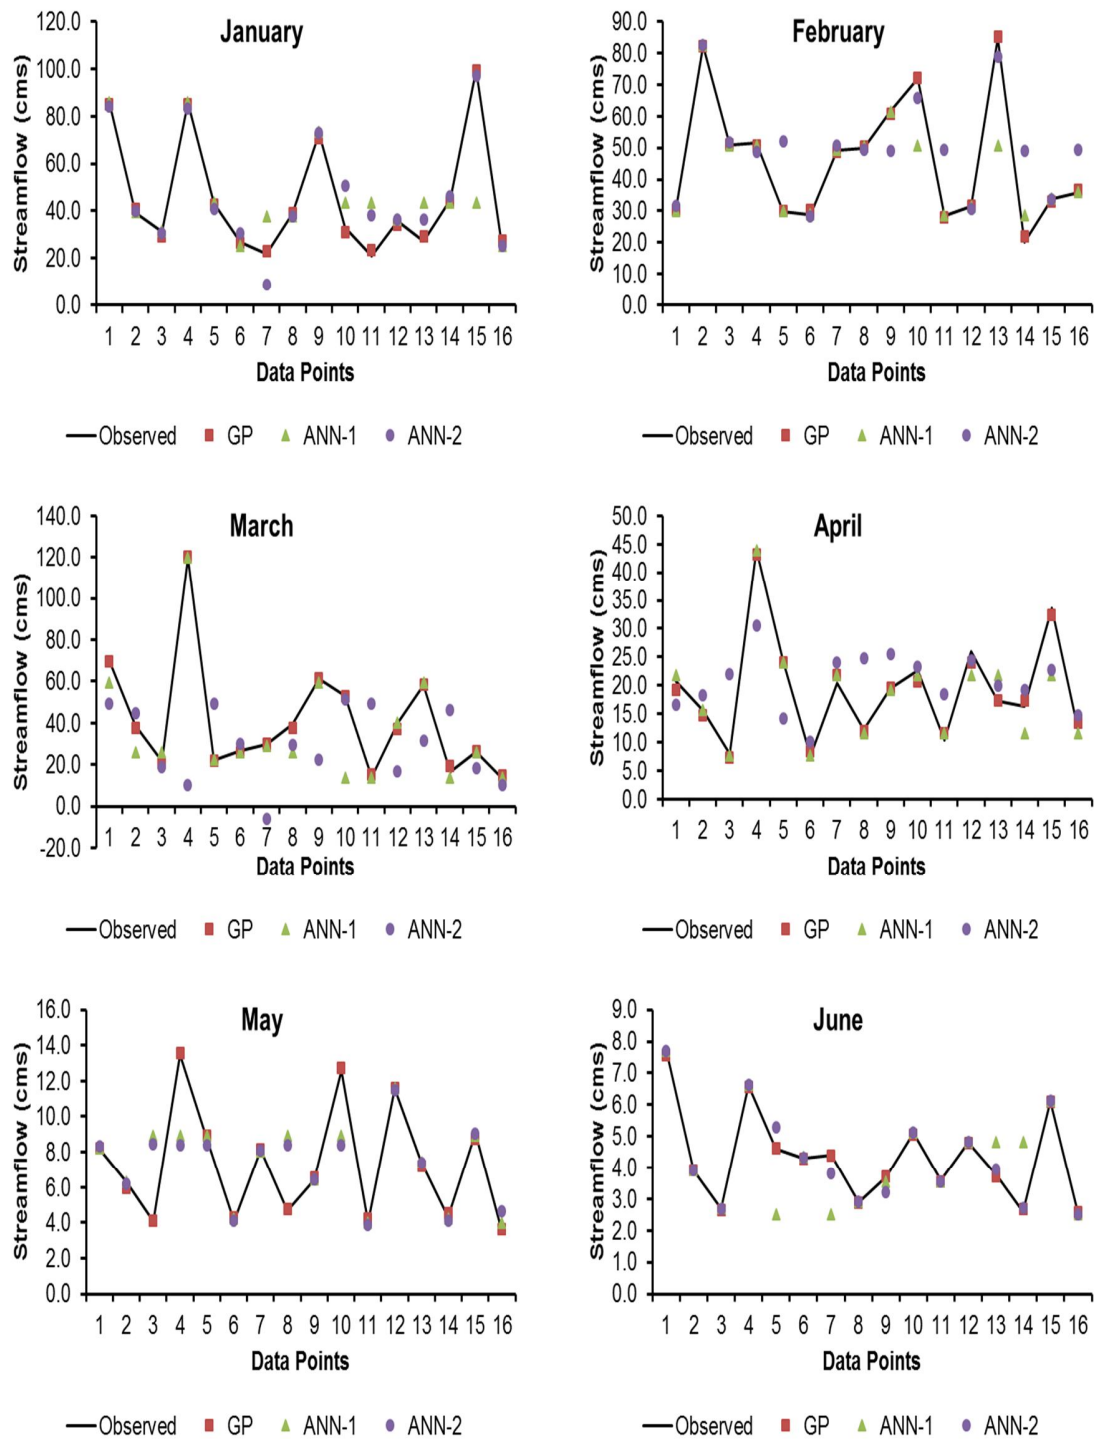 January
Streamflow (cms)
120.0
100.0
80.0
60.0
40.0
20.0
0.0
1 2 3 4 5 6 7 8 9 10 11 12 13 14 15 16
Data Points
Observed GP ANN-1 ANN-2
February
Streamflow (cms)
90.0
80.0
70.0
60.0
50.0
40.0
30.0
20.0
10.0
0.0
1 2 3 4 5 6 7 8 9 10 11 12 13 14 15 16
Data Points
Observed GP ANN-1 ANN-2
March
Streamflow (cms)
140.0
120.0
100.0
80.0
60.0
40.0
20.0
0.0
-20.0
1 2 3 4 5 6 7 8 9 10 11 12 13 14 15 16
Data Points
Observed GP ANN-1 ANN-2
April
Streamflow (cms)
50.0
45.0
40.0
35.0
30.0
25.0
20.0
15.0
10.0
5.0
0.0
1 2 3 4 5 6 7 8 9 10 11 12 13 14 15 16
Data Points
Observed GP ANN-1 ANN-2
May
Streamflow (cms)
16.0
14.0
12.0
10.0
8.0
6.0
4.0
2.0
0.0
1 2 3 4 5 6 7 8 9 10 11 12 13 14 15 16
Data Points
Observed GP ANN-1 ANN-2
June
Streamflow (cms)
9.0
8.0
7.0
6.0
5.0
4.0
3.0
2.0
1.0
0.0
1 2 3 4 5 6 7 8 9 10 11 12 13 14 15 16
Data Points
Observed GP ANN-1 ANN-2